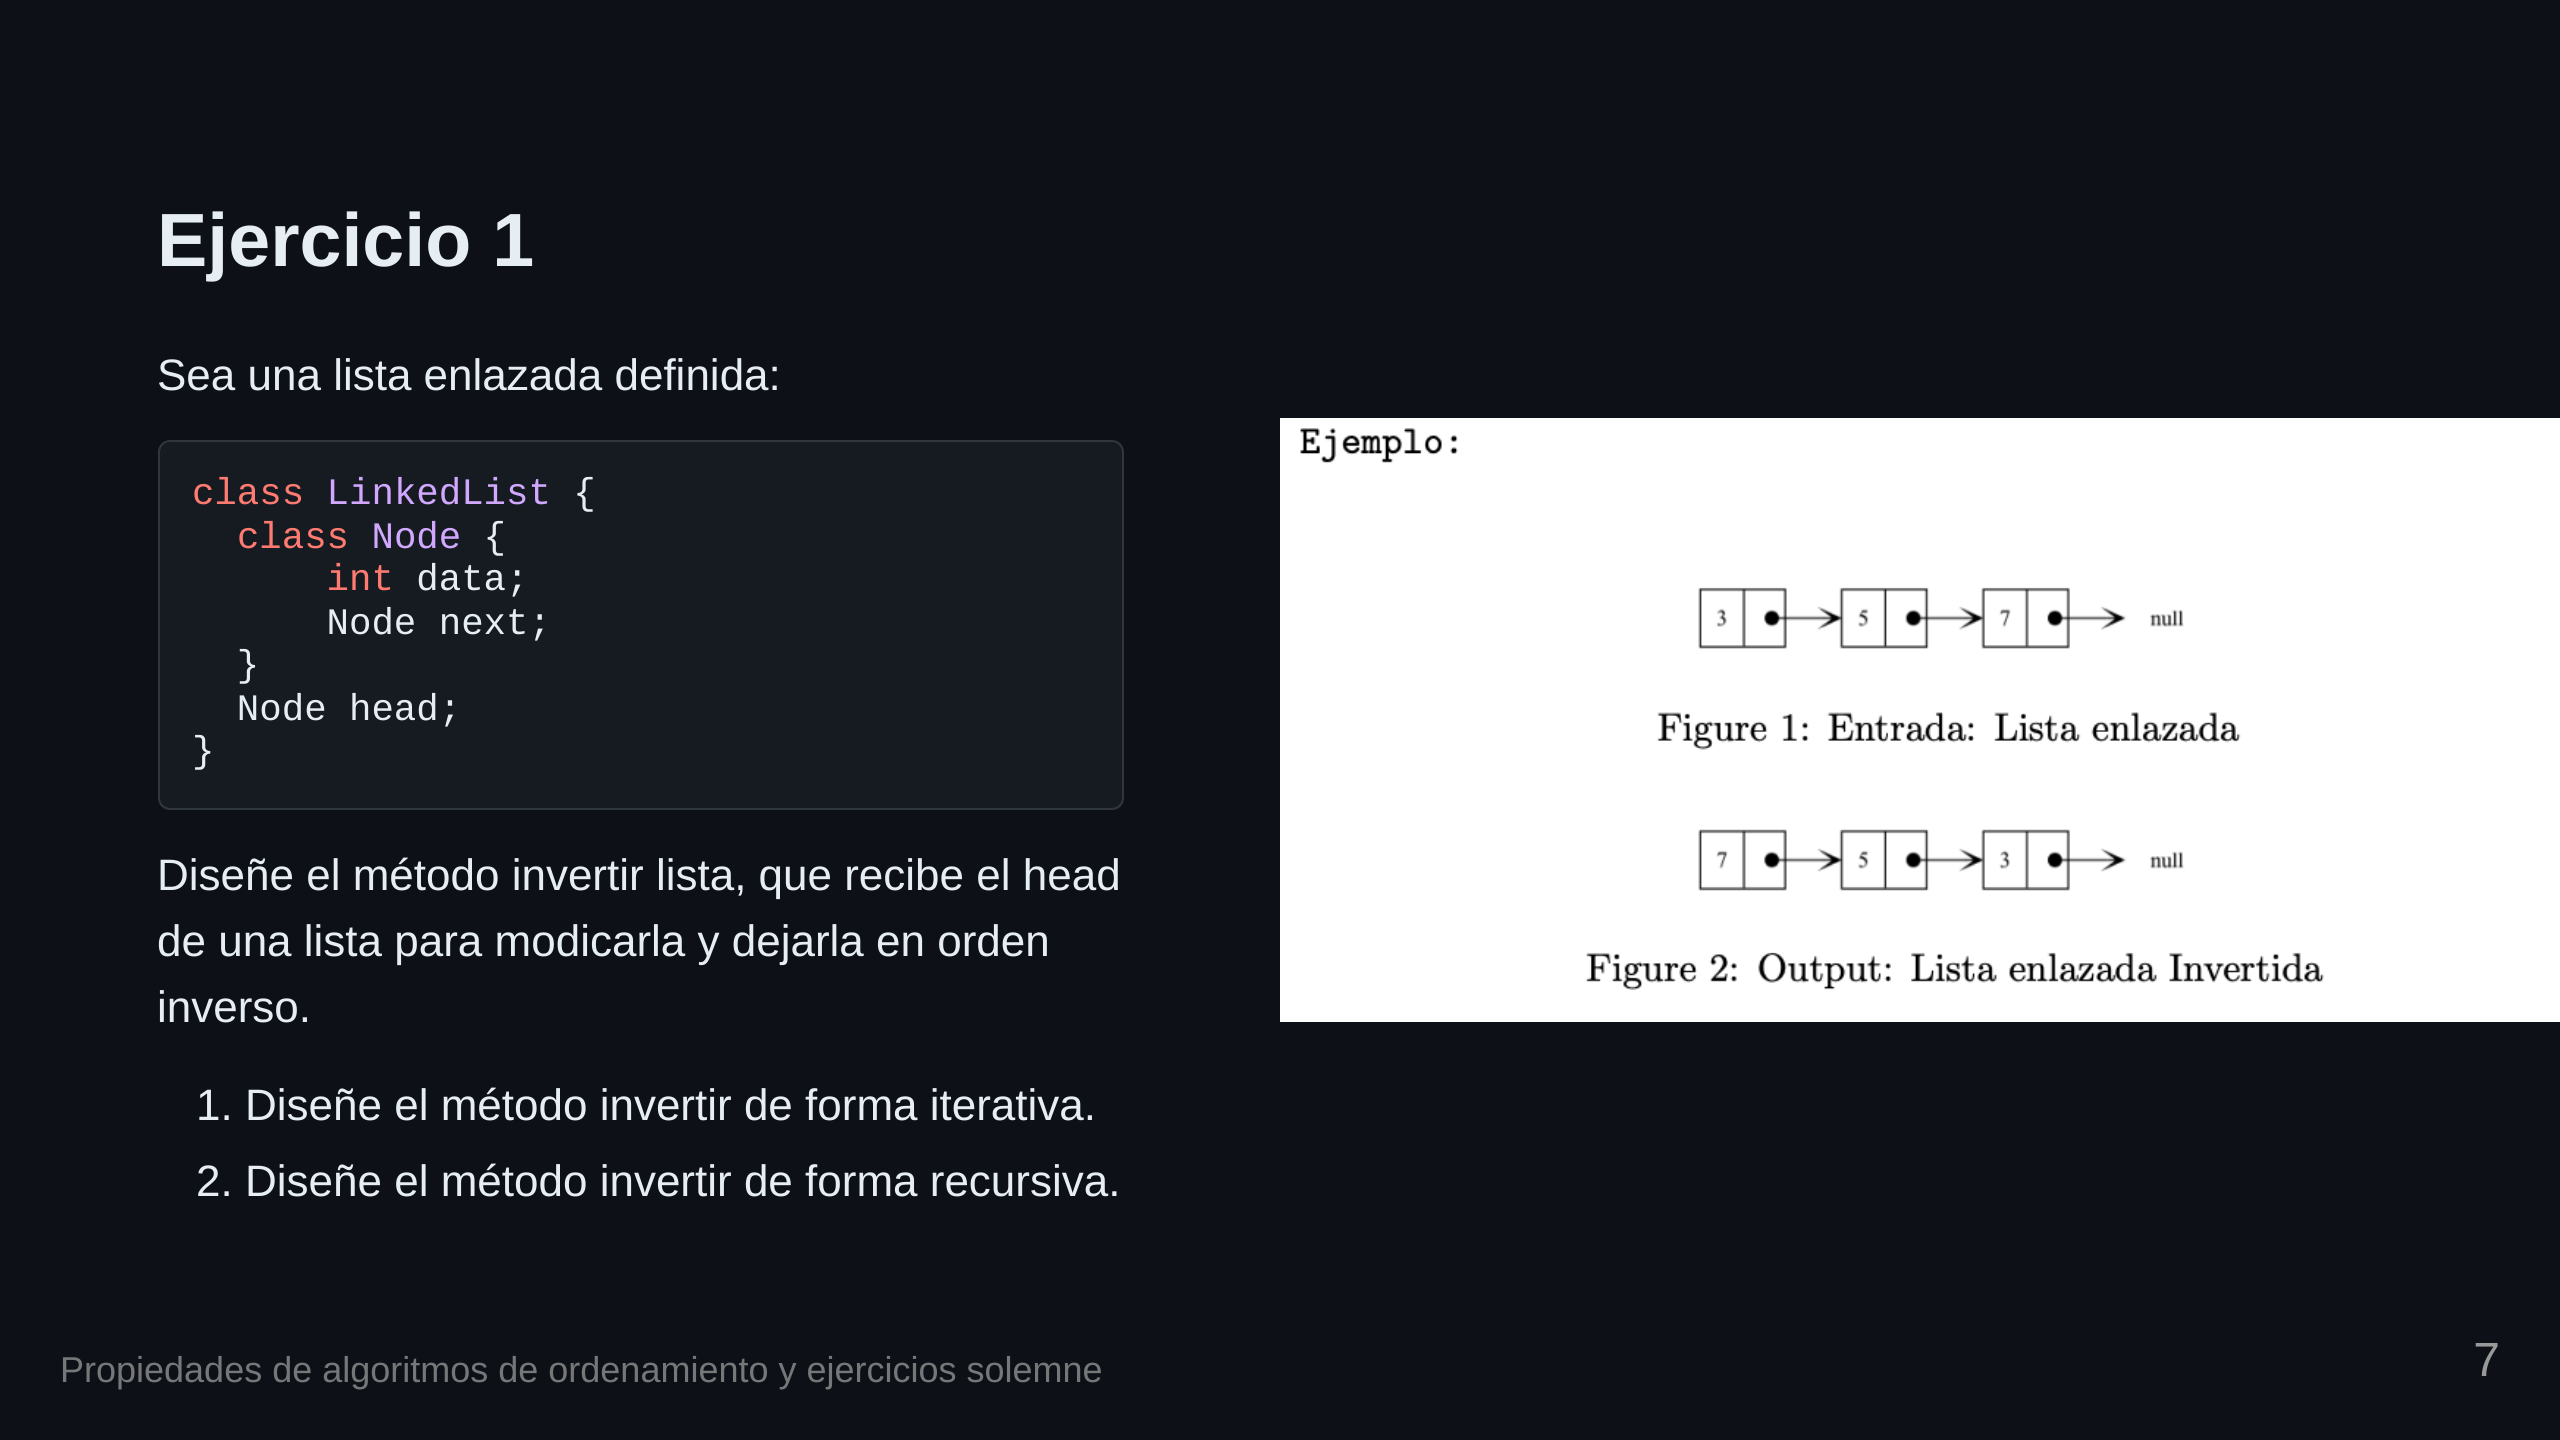 Ejercicio 1
Sea una lista enlazada definida:
class LinkedList {
  class Node {
      int data;
      Node next;
  }
  Node head;
}
Diseñe el método invertir lista, que recibe el head
de una lista para modicarla y dejarla en orden
inverso.
1. Diseñe el método invertir de forma iterativa.
2. Diseñe el método invertir de forma recursiva.
Ejemplo:
3 5 7 null
Figure 1: Entrada: Lista enlazada
7 5 3 null
Figure 2: Output: Lista enlazada Invertida
Propiedades de algoritmos de ordenamiento y ejercicios solemne
7